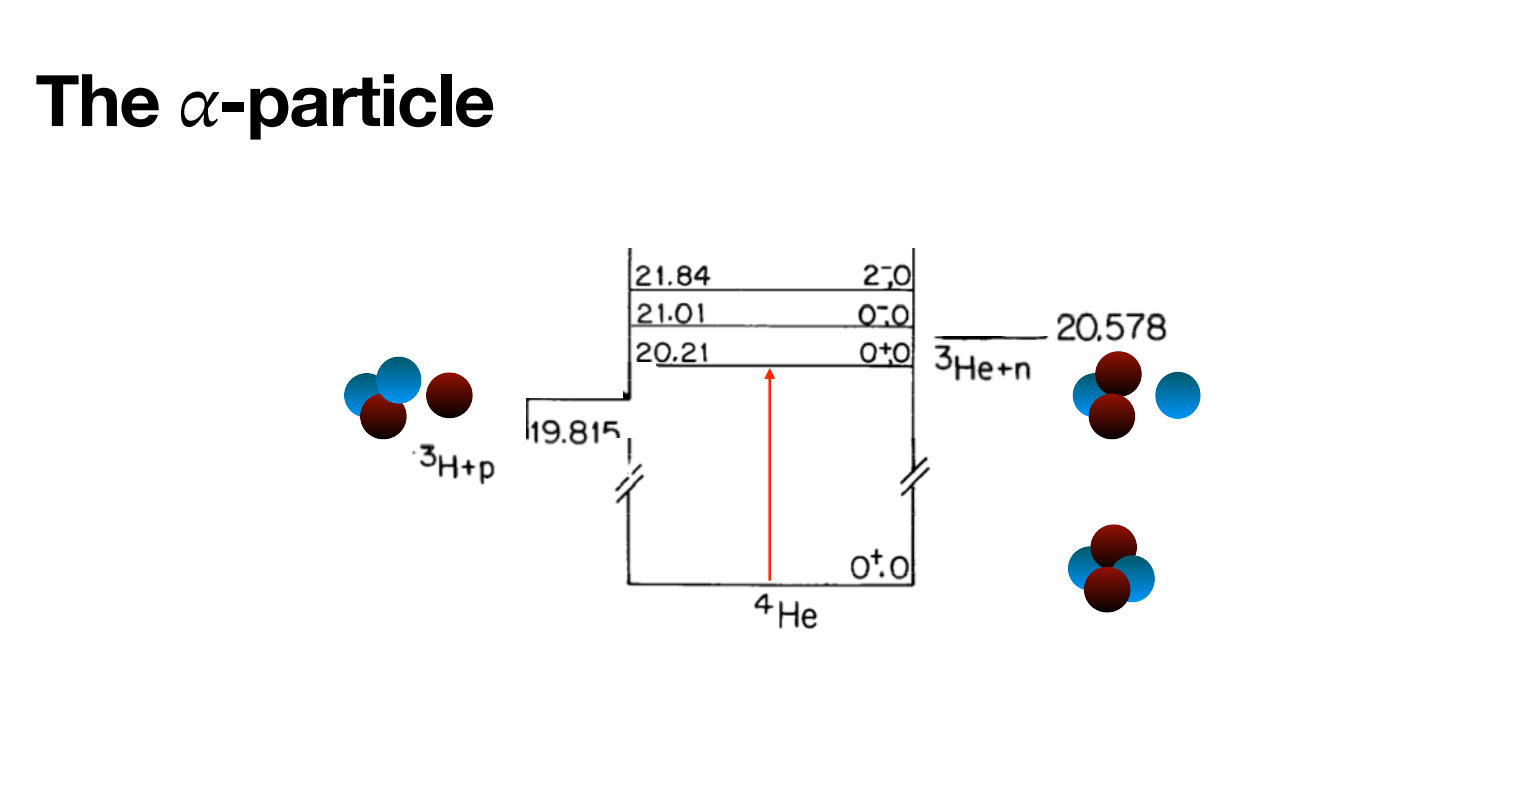 The α-particle
21.84 2⁻,0
21.01 0⁻,0
20.21 0⁺,0
20.578
³He+n
19.815
³H+p
0⁺,0
⁴He